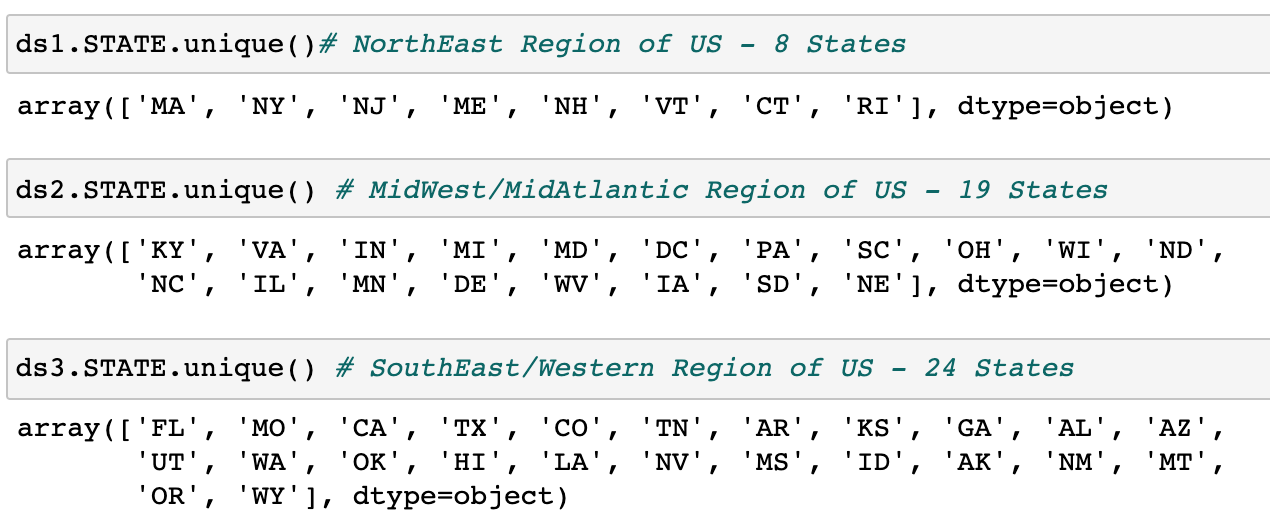 ds1.STATE.unique()# NorthEast Region of US - 8 States
array(['MA', 'NY', 'NJ', 'ME', 'NH', 'VT', 'CT', 'RI'], dtype=object)
ds2.STATE.unique() # MidWest/MidAtlantic Region of US - 19 States
array(['KY', 'VA', 'IN', 'MI', 'MD', 'DC', 'PA', 'SC', 'OH', 'WI', 'ND',
'NC', 'IL', 'MN', 'DE', 'WV', 'IA', 'SD', 'NE'], dtype=object)
ds3.STATE.unique() # SouthEast/Western Region of US - 24 States
array(['FL', 'MO', 'CA', 'TX', 'CO', 'TN', 'AR', 'KS', 'GA', 'AL', 'AZ',
'UT', 'WA', 'OK', 'HI', 'LA', 'NV', 'MS', 'ID', 'AK', 'NM', 'MT',
'OR', 'WY'], dtype=object)